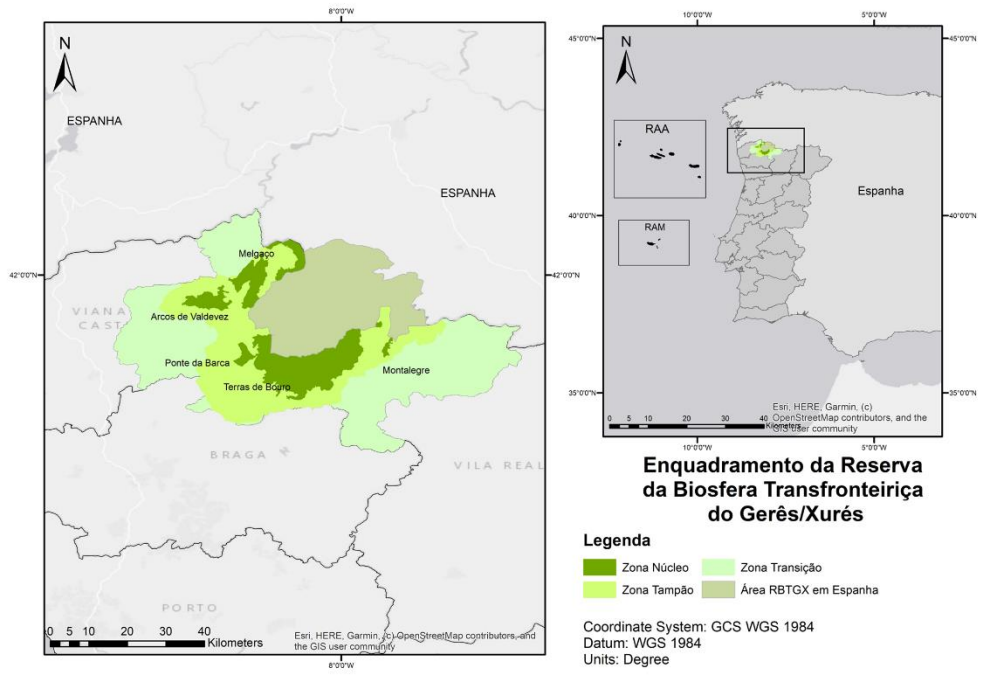 8°0'0"W
N
ESPANHA
ESPANHA
Melgaço
42°0'0"N
VIANA
CAST
Arcos de Valdevez
Ponte da Barca
Terras de Bouro
Montalegre
BRAGA
VILA REAL
PORTO
0 5 10 20 30 40
Kilometers
Esri, HERE, Garmin, (c) OpenStreetMap contributors, and
the GIS user community
8°0'0"W
10°0'0"W
5°0'0"W
45°0'0"N
45°0'0"N
N
RAA
Espanha
40°0'0"N
40°0'0"N
RAM
42°0'0"N
35°0'0"N
35°0'0"N
Esri, HERE, Garmin, (c)
OpenStreetMap contributors, and the
GIS user community
0 5 10 20 30 40
Kilometers
10°0'0"W
5°0'0"W
Enquadramento da Reserva
da Biosfera Transfronteiriça
do Gerês/Xurés
Legenda
Zona Núcleo
Zona Transição
Zona Tampão
Área RBTGX em Espanha
Coordinate System: GCS WGS 1984
Datum: WGS 1984
Units: Degree